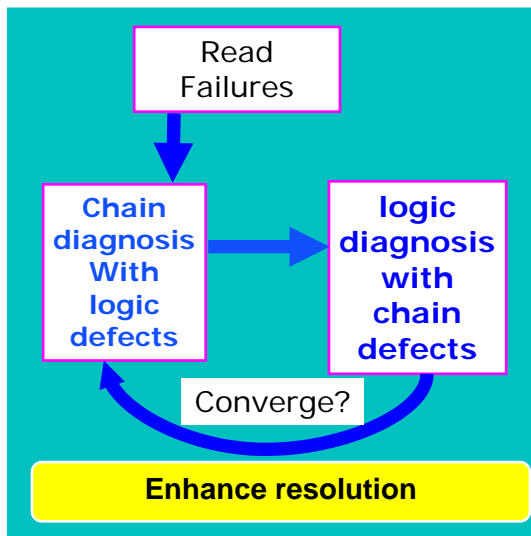 Read
Failures
Chain
diagnosis
With
logic
defects
logic
diagnosis
with
chain
defects
Converge?
Enhance resolution